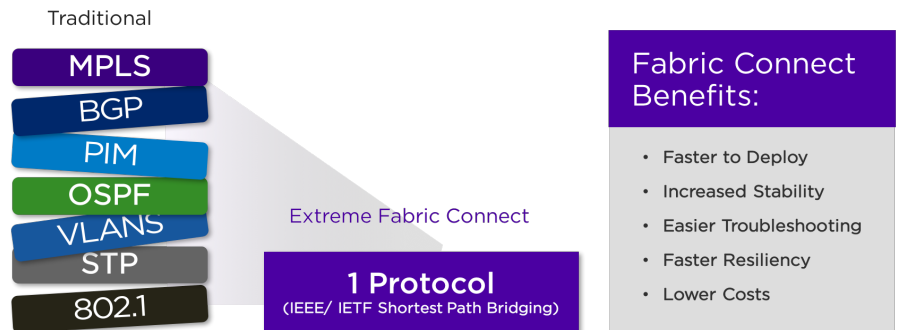 Traditional
MPLS
BGP
PIM
OSPF
VLANS
STP
802.1
Extreme Fabric Connect
1 Protocol
(IEEE/ IETF Shortest Path Bridging)
Fabric Connect
Benefits:
• Faster to Deploy
• Increased Stability
• Easier Troubleshooting
• Faster Resiliency
• Lower Costs